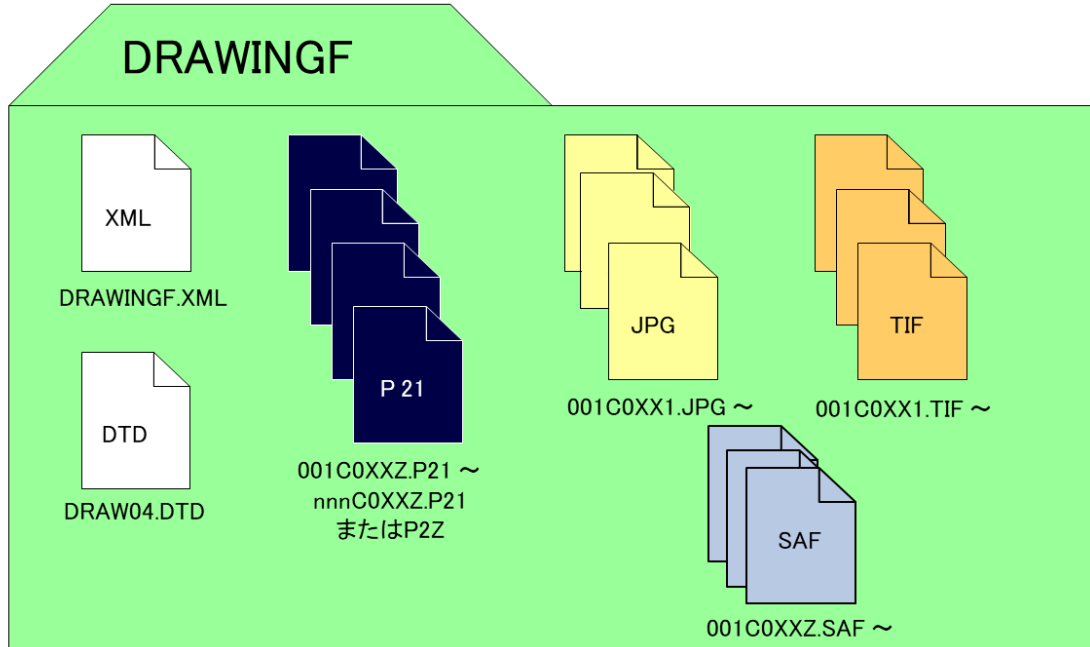 DRAWINGF
XML
DRAWINGF.XML
DTD
DRAW04.DTD
P 21
001C0XXZ.P21 ～
nnnC0XXZ.P21
またはP2Z
JPG
001C0XX1.JPG ～
TIF
001C0XX1.TIF ～
SAF
001C0XXZ.SAF ～